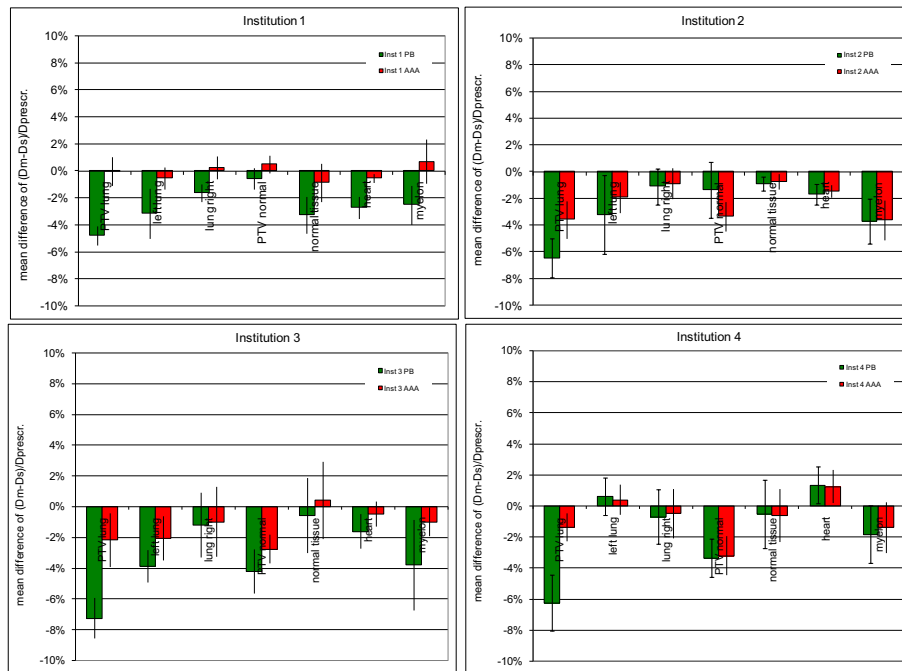 Institution 1
mean difference of (Dm-Ds)/Dprescr.
10%
8%
6%
4%
2%
0%
-2%
-4%
-6%
-8%
-10%
Inst 1 PB
Inst 1 AAA
PTV lung
left lung
lung right
PTV normal
normal tissue
heart
myelon
Institution 2
mean difference of (Dm-Ds)/Dprescr.
10%
8%
6%
4%
2%
0%
-2%
-4%
-6%
-8%
-10%
Inst 2 PB
Inst 2 AAA
PTV lung
left lung
lung right
PTV normal
normal tissue
heart
myelon
Institution 3
mean difference of (Dm-Ds)/Dprescr.
10%
8%
6%
4%
2%
0%
-2%
-4%
-6%
-8%
-10%
Inst 3 PB
Inst 3 AAA
PTV lung
left lung
lung right
PTV normal
normal tissue
heart
myelon
Institution 4
mean difference of (Dm-Ds)/Dprescr.
10%
8%
6%
4%
2%
0%
-2%
-4%
-6%
-8%
-10%
Inst 4 PB
Inst 4 AAA
PTV lung
left lung
lung right
PTV normal
normal tissue
heart
myelon